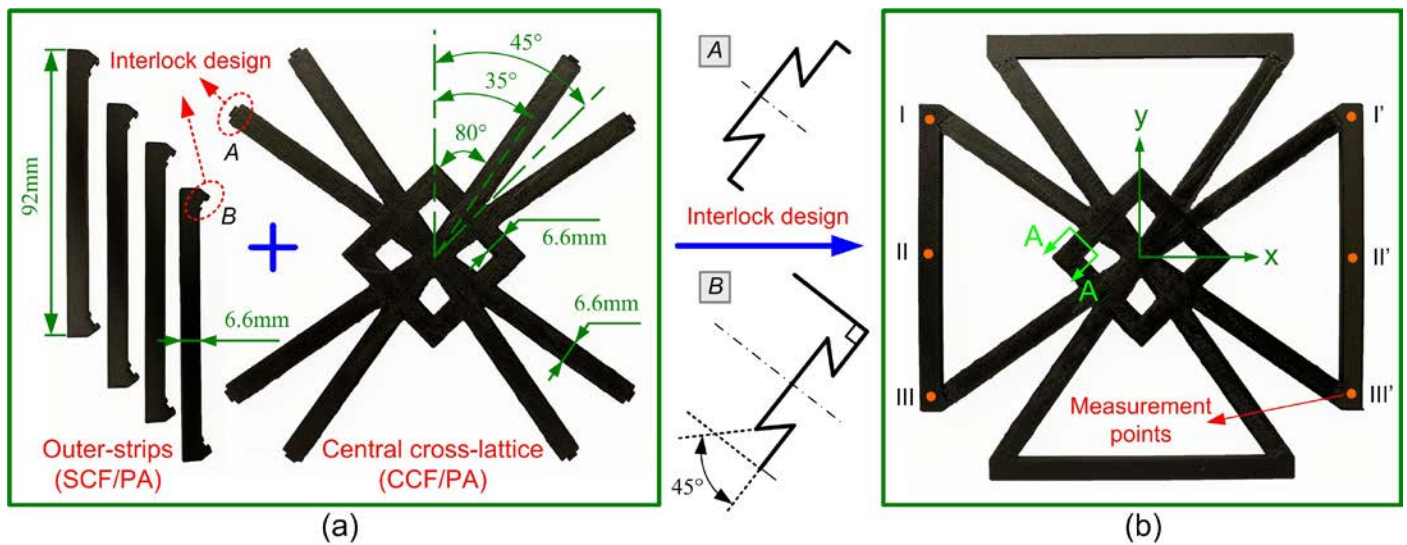 Interlock design
A
B
92mm
6.6mm
Outer-strips
(SCF/PA)
45°
35°
80°
6.6mm
6.6mm
Central cross-lattice
(CCF/PA)
(a)
A
Interlock design
B
45°
I
I'
y
x
II
II'
A
A
III
III'
Measurement
points
(b)